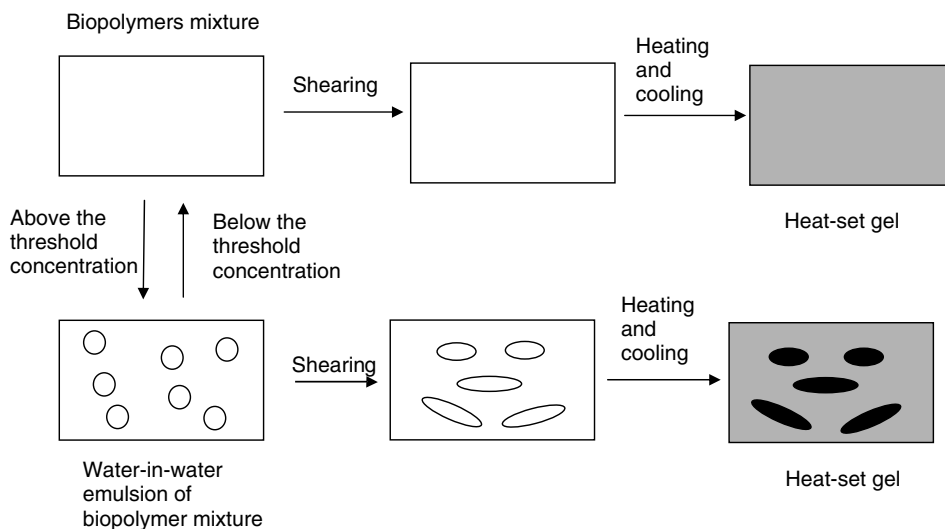 Biopolymers mixture
Shearing
Heating
and
cooling
Heat-set gel
Above the
threshold
concentration
Below the
threshold
concentration
Shearing
Heating
and
cooling
Water-in-water
emulsion of
biopolymer mixture
Heat-set gel